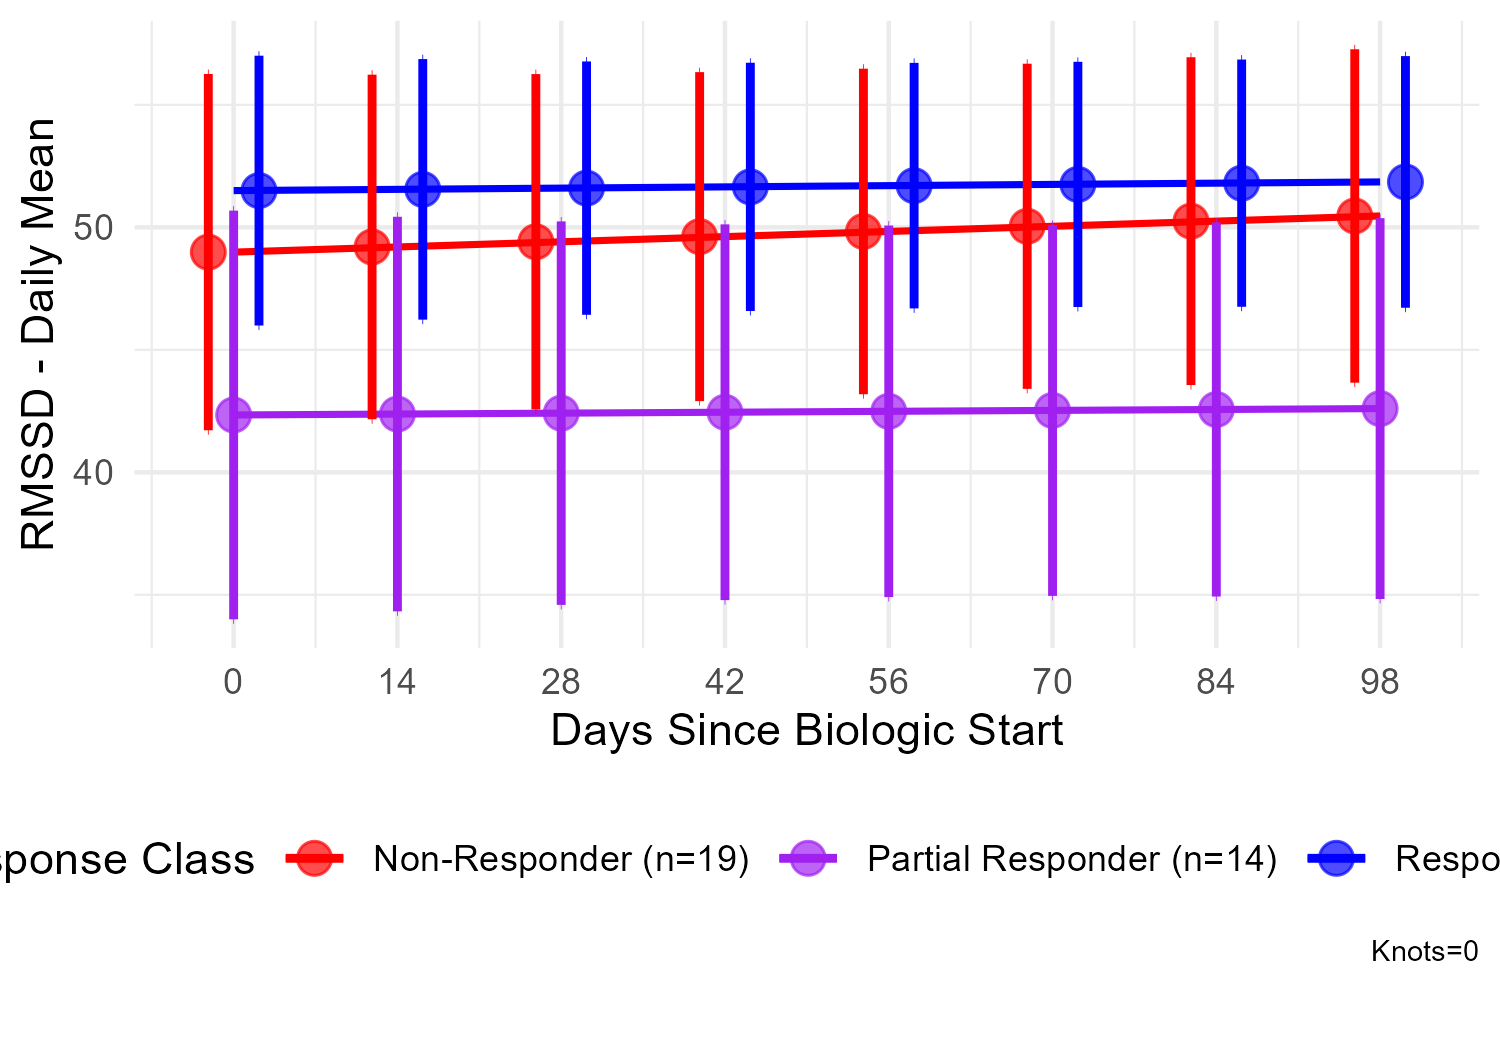 RMSSD - Daily Mean
50
40
0 14 28 42 56 70 84 98
Days Since Biologic Start
sponse Class Non-Responder (n=19) Partial Responder (n=14) Respo
Knots=0